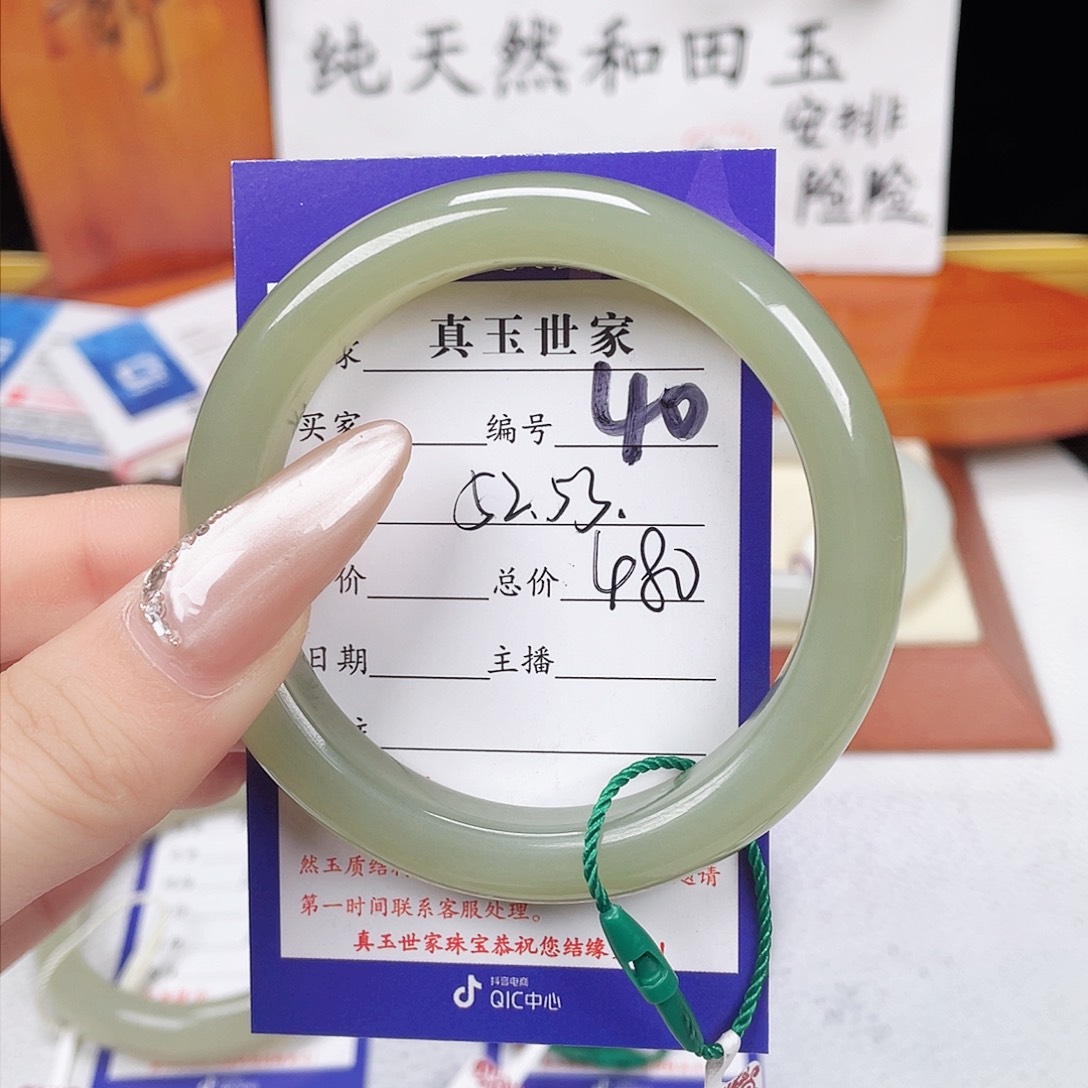 纯天然和田玉
安排
险险
真玉世家
家
买家 编号 40
52.53.
价 总价 480
日期 主播
然玉质结 邀请
第一时间联系客服处理。
真玉世家珠宝恭祝您结缘 !
抖音电商
QIC中心